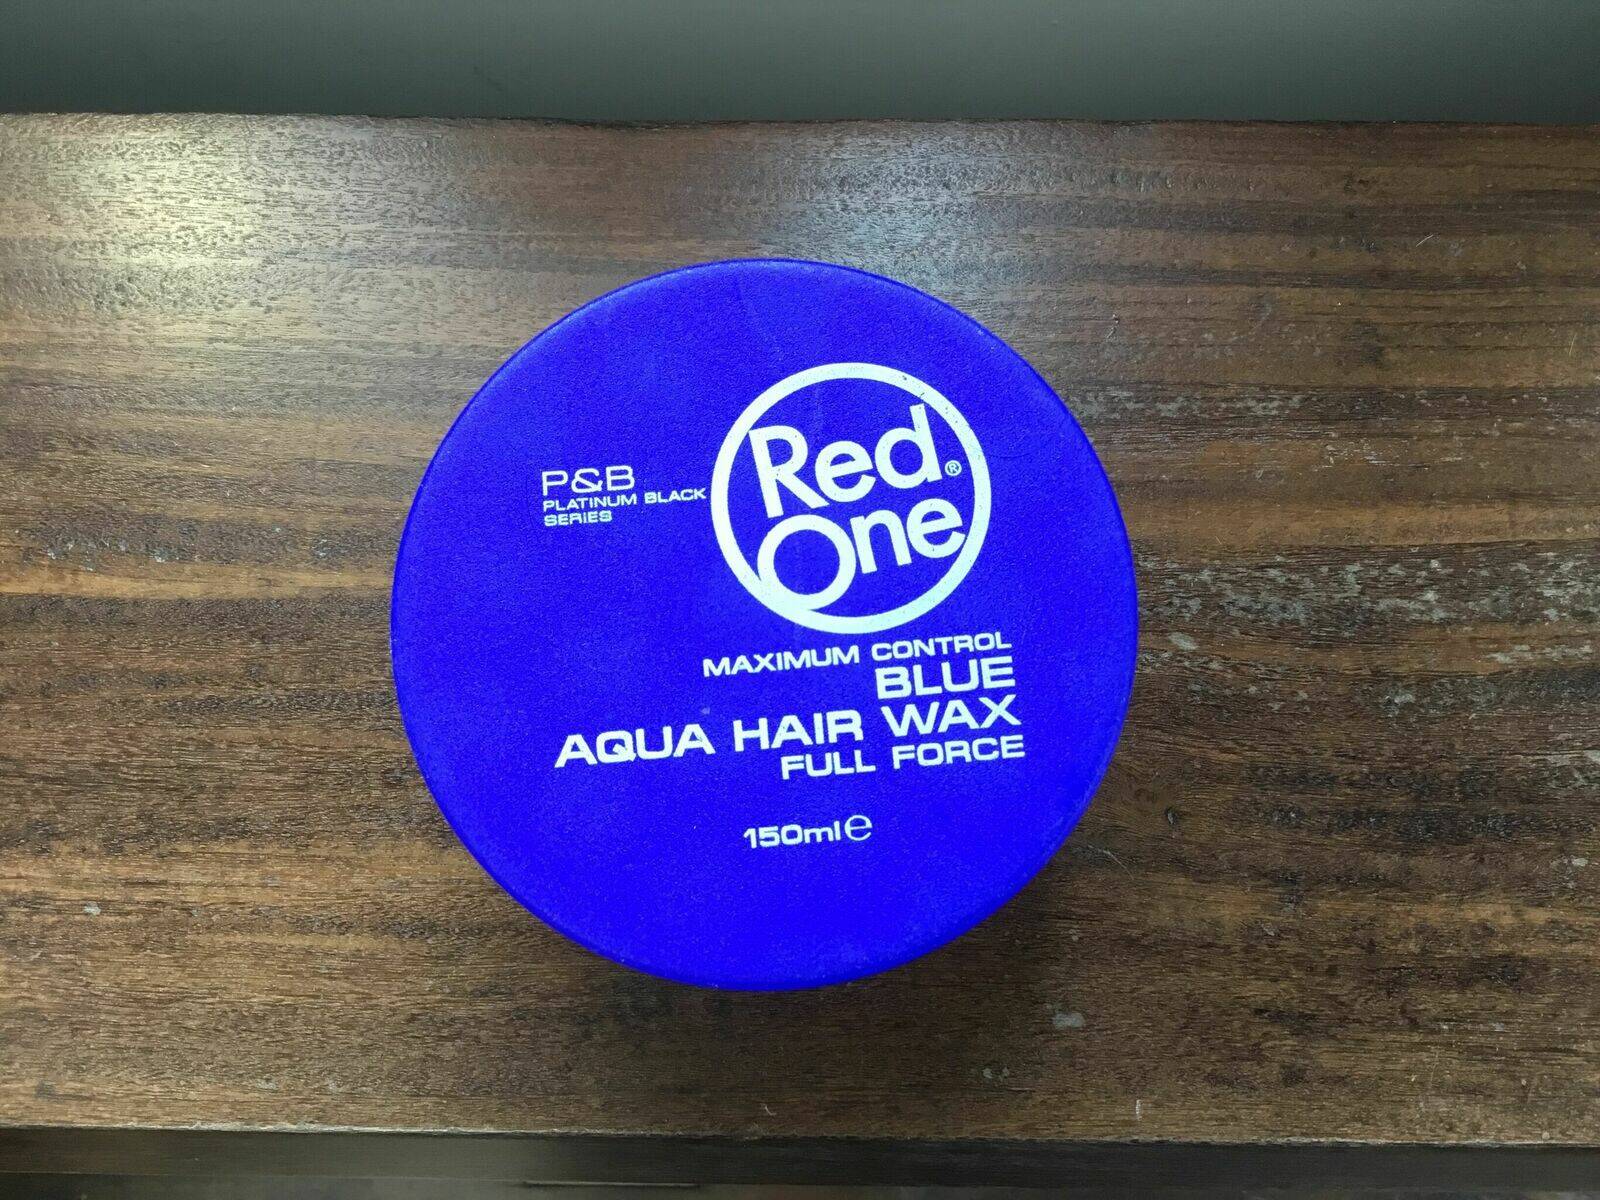 P&B
PLATINUM BLACK
SERIES
Red®
One
MAXIMUM CONTROL
BLUE
AQUA HAIR WAX
FULL FORCE
150ml℮